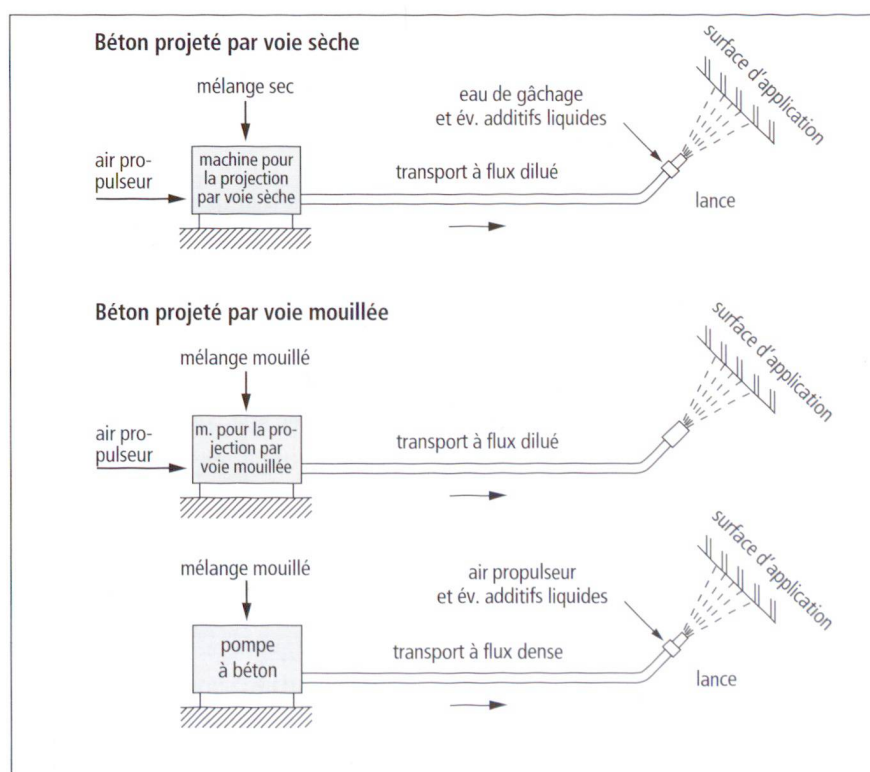 Béton projeté par voie sèche
mélange sec
air pro-
pulseur
machine pour
la projection
par voie sèche
transport à flux dilué
eau de gâchage
et év. additifs liquides
surface d'application
lance
Béton projeté par voie mouillée
mélange mouillé
air pro-
pulseur
m. pour la pro-
jection par
voie mouillée
transport à flux dilué
surface d'application
mélange mouillé
pompe
à béton
transport à flux dense
air propulseur
et év. additifs liquides
surface d'application
lance